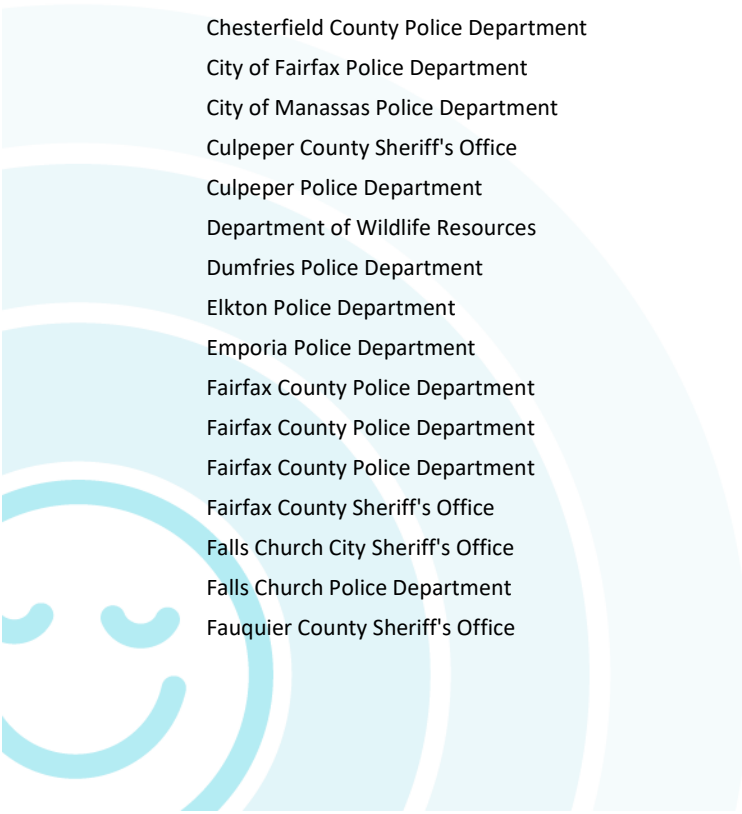 Chesterfield County Police Department
City of Fairfax Police Department
City of Manassas Police Department
Culpeper County Sheriff's Office
Culpeper Police Department
Department of Wildlife Resources
Dumfries Police Department
Elkton Police Department
Emporia Police Department
Fairfax County Police Department
Fairfax County Police Department
Fairfax County Police Department
Fairfax County Sheriff's Office
Falls Church City Sheriff's Office
Falls Church Police Department
Fauquier County Sheriff's Office